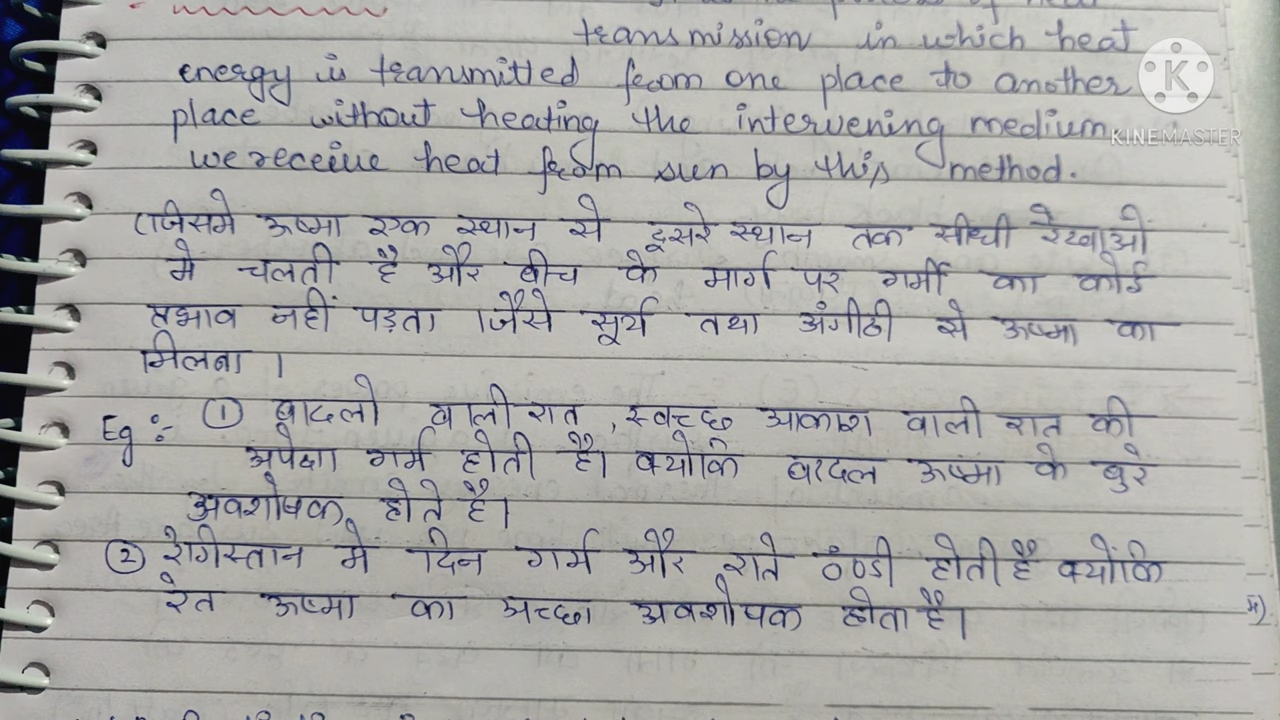 transmission in which heat
energy is transmitted from one place to another
place without heating the intervening medium
we receive heat from sun by this method.
(जिसमे ऊष्मा एक स्थान से दूसरे स्थान तक सीधी रेखाओं
में चलती है और बीच के मार्ग पर गर्मी का कोई
प्रभाव नहीं पड़ता । जैसे सूर्य तथा अंगीठी से ऊष्मा का
मिलना ।
Eg :- ① बादलो वाली रात , स्वच्छ आकाश वाली रात की
अपेक्षा गर्म होती है। क्योंकि बादल ऊष्मा के बुरे
अवशोषक होते है।
② रेगिस्तान मे दिन गर्म और राते ठण्डी होती है क्योंकि
रेत ऊष्मा का अच्छा अवशोषक होता है।
K
KINEMASTER